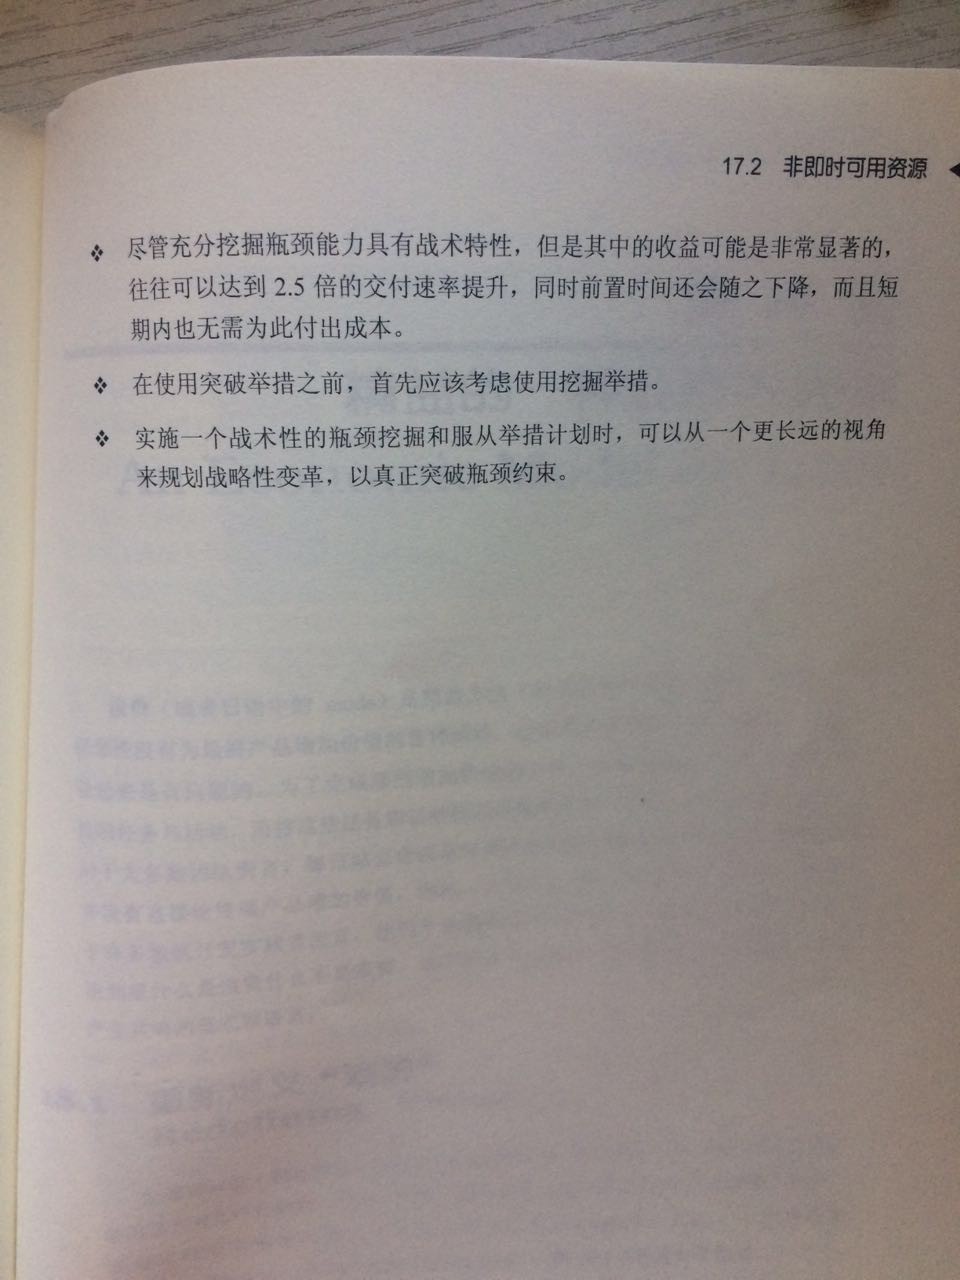 17.2 非即时可用资源
❖ 尽管充分挖掘瓶颈能力具有战术特性，但是其中的收益可能是非常显著的，
往往可以达到 2.5 倍的交付速率提升，同时前置时间还会随之下降，而且短
期内也无需为此付出成本。
❖ 在使用突破举措之前，首先应该考虑使用挖掘举措。
❖ 实施一个战术性的瓶颈挖掘和服从举措计划时，可以从一个更长远的视角
来规划战略性变革，以真正突破瓶颈约束。